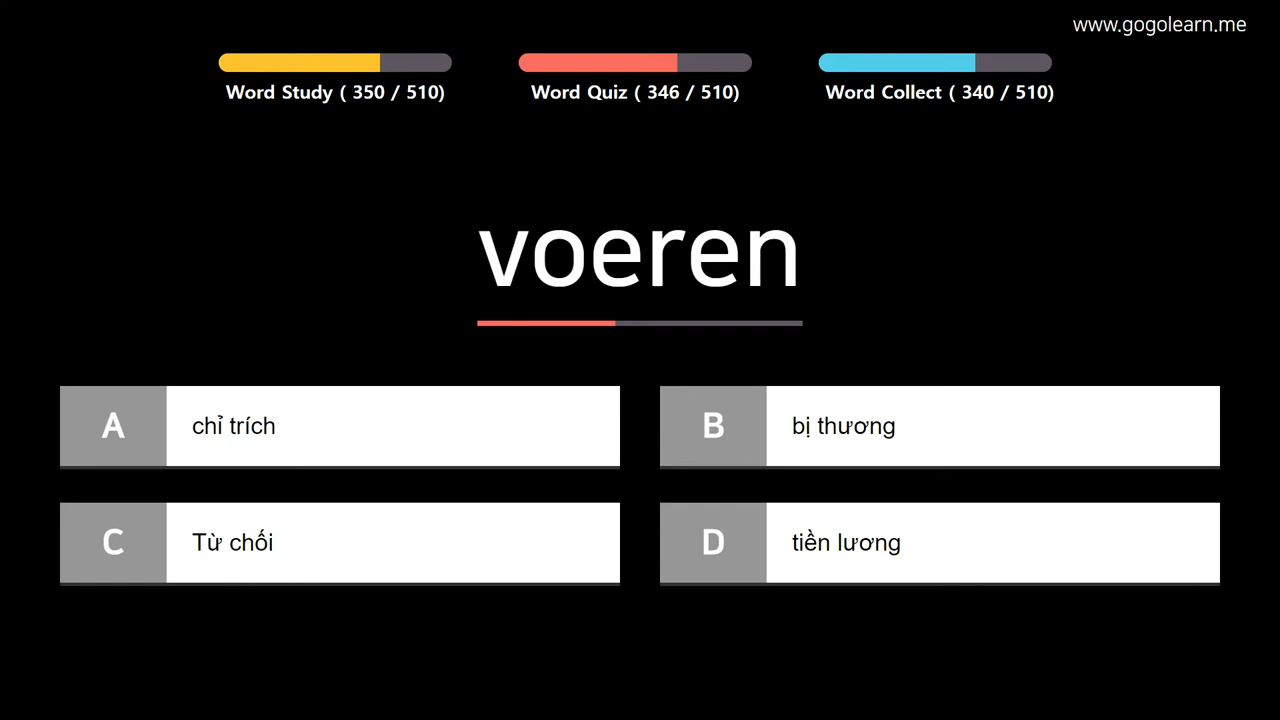 www.gogolearn.me
Word Study ( 350 / 510)
Word Quiz ( 346 / 510)
Word Collect ( 340 / 510)
voeren
A chỉ trích
B bị thương
C Từ chối
D tiền lương